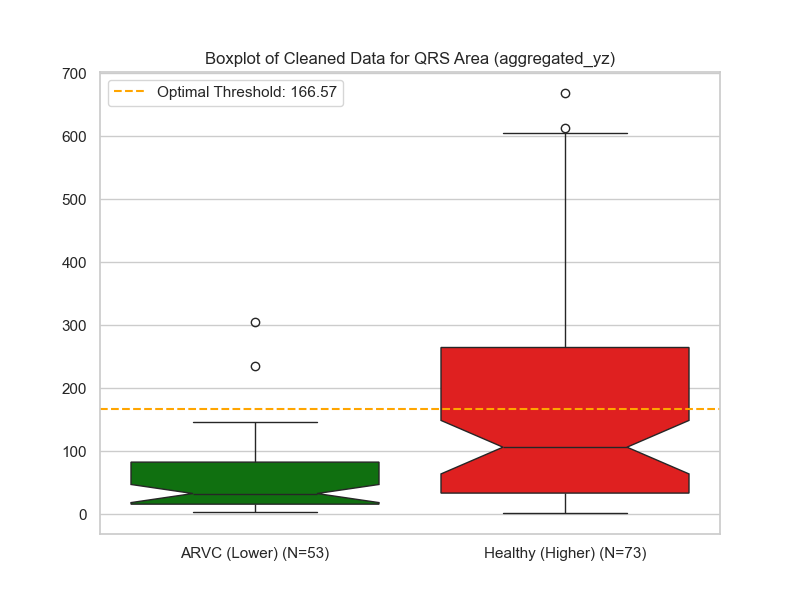 Boxplot of Cleaned Data for QRS Area (aggregated_yz)
Optimal Threshold: 166.57
700
600
500
400
300
200
100
0
ARVC (Lower) (N=53)
Healthy (Higher) (N=73)